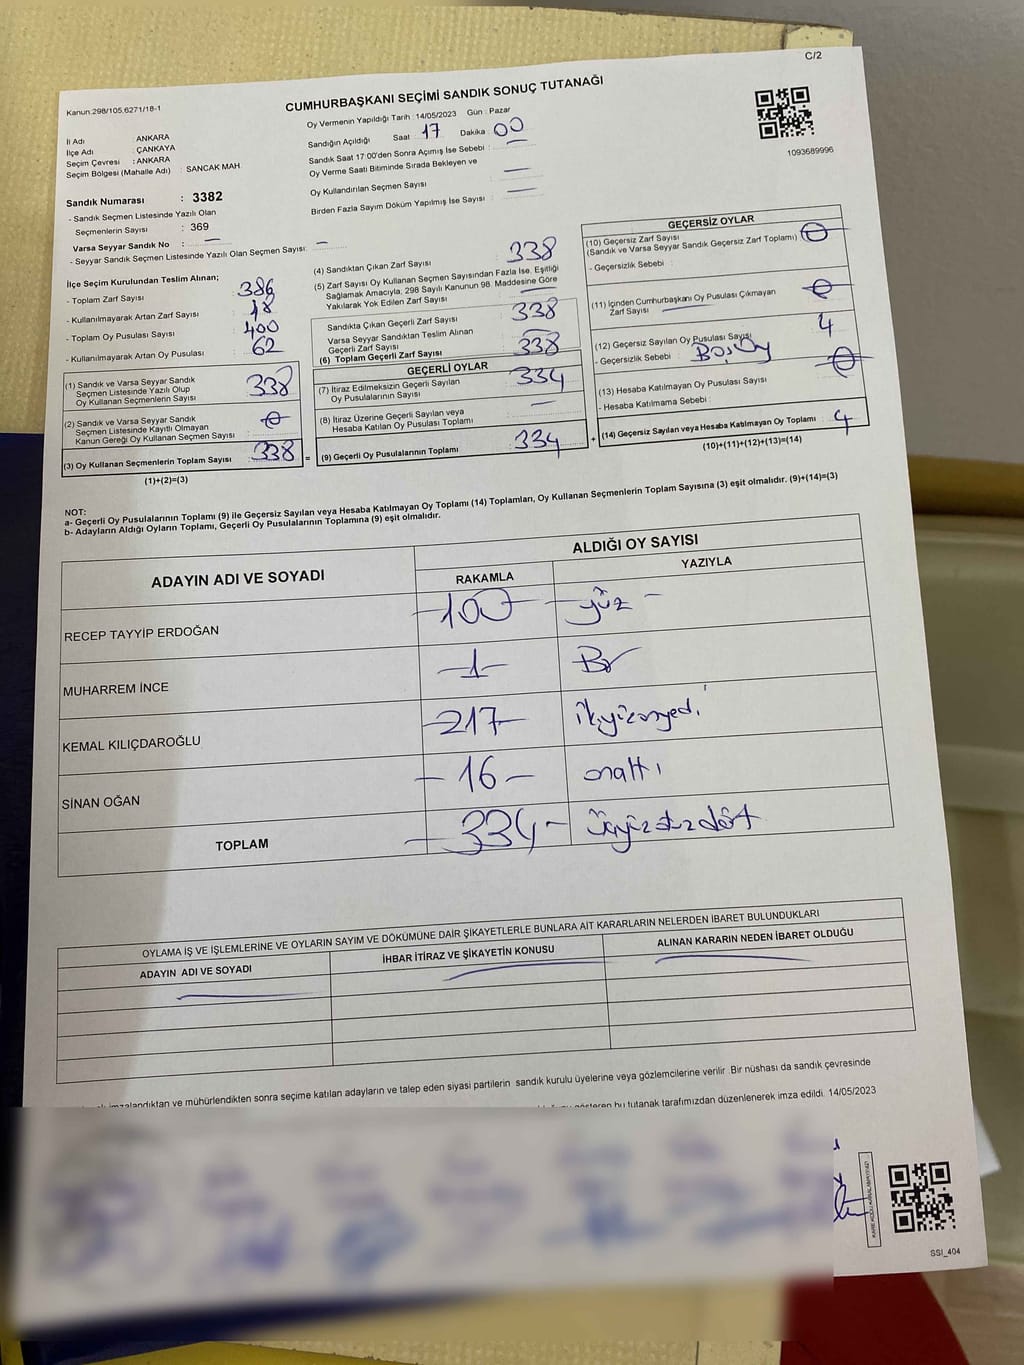 C/2
Kanun:298/105,6271/18-1
CUMHURBAŞKANI SEÇİMİ SANDIK SONUÇ TUTANAĞI
Oy Vermenin Yapıldığı Tarih : 14/05/2023 Gün : Pazar
İl Adı : ANKARA
İlçe Adı : ÇANKAYA
Seçim Çevresi : ANKARA
Seçim Bölgesi (Mahalle Adı) : SANCAK MAH.
Sandığın Açıldığı Saat 17 Dakika 00
Sandık Saat 17:00'den Sonra Açımış İse Sebebi :
Oy Verme Saati Bitiminde Sırada Bekleyen ve
Oy Kullandırılan Seçmen Sayısı : —
Birden Fazla Sayım Döküm Yapılmış İse Sayısı : —
1093689996
Sandık Numarası : 3382
- Sandık Seçmen Listesinde Yazılı Olan
Seçmenlerin Sayısı : 369
Varsa Seyyar Sandık No : —
- Seyyar Sandık Seçmen Listesinde Yazılı Olan Seçmen Sayısı: —
İlçe Seçim Kurulundan Teslim Alınan;
- Toplam Zarf Sayısı : 386
- Kullanılmayarak Artan Zarf Sayısı : 48
- Toplam Oy Pusulası Sayısı : 400
- Kullanılmayarak Artan Oy Pusulası : 62
(1) Sandık ve Varsa Seyyar Sandık
Seçmen Listesinde Yazılı Olup
Oy Kullanan Seçmenlerin Sayısı : 338
(2) Sandık ve Varsa Seyyar Sandık
Seçmen Listesinde Kayıtlı Olmayan
Kanun Gereği Oy Kullanan Seçmen Sayısı : 0
(3) Oy Kullanan Seçmenlerin Toplam Sayısı : 338
(1)+(2)=(3)
(4) Sandıktan Çıkan Zarf Sayısı : 338
(5) Zarf Sayısı Oy Kullanan Seçmen Sayısından Fazla İse, Eşitliği
Sağlamak Amacıyla, 298 Sayılı Kanunun 98. Maddesine Göre
Yakılarak Yok Edilen Zarf Sayısı : —
Sandıkta Çıkan Geçerli Zarf Sayısı : 338
Varsa Seyyar Sandıktan Teslim Alınan
Geçerli Zarf Sayısı : —
(6) Toplam Geçerli Zarf Sayısı : 338
GEÇERLİ OYLAR
(7) İtiraz Edilmeksizin Geçerli Sayılan
Oy Pusulalarının Sayısı : 334
(8) İtiraz Üzerine Geçerli Sayılan veya
Hesaba Katılan Oy Pusulası Toplamı : —
= (9) Geçerli Oy Pusulalarının Toplamı : 334
GEÇERSİZ OYLAR
(10) Geçersiz Zarf Sayısı
(Sandık ve Varsa Seyyar Sandık Geçersiz Zarf Toplamı) : 0
- Geçersizlik Sebebi :
(11) İçinden Cumhurbaşkanı Oy Pusulası Çıkmayan
Zarf Sayısı : 0
(12) Geçersiz Sayılan Oy Pusulası Sayısı : 4
- Geçersizlik Sebebi : BOŞ Oy
(13) Hesaba Katılmayan Oy Pusulası Sayısı : 0
- Hesaba Katılmama Sebebi :
+ (14) Geçersiz Sayılan veya Hesaba Katılmayan Oy Toplamı : 4
(10)+(11)+(12)+(13)=(14)
NOT:
a- Geçerli Oy Pusulalarının Toplamı (9) ile Geçersiz Sayılan veya Hesaba Katılmayan Oy Toplamı (14) Toplamları, Oy Kullanan Seçmenlerin Toplam Sayısına (3) eşit olmalıdır. (9)+(14)=(3)
b- Adayların Aldığı Oyların Toplamı, Geçerli Oy Pusulalarının Toplamına (9) eşit olmalıdır.
ADAYIN ADI VE SOYADI
ALDIĞI OY SAYISI
RAKAMLA YAZIYLA
RECEP TAYYİP ERDOĞAN -100- yüz -
MUHARREM İNCE -1- Bir
KEMAL KILIÇDAROĞLU -217- ikiyüzonyedi
SİNAN OĞAN -16- onaltı
TOPLAM -334- üçyüzotuzdört
OYLAMA İŞ VE İŞLEMLERİNE VE OYLARIN SAYIM VE DÖKÜMÜNE DAİR ŞİKAYETLERLE BUNLARA AİT KARARLARIN NELERDEN İBARET BULUNDUKLARI
ADAYIN ADI VE SOYADI İHBAR İTİRAZ VE ŞİKAYETİN KONUSU ALINAN KARARIN NEDEN İBARET OLDUĞU
imzalandıktan ve mühürlendikten sonra seçime katılan adayların ve talep eden siyasi partilerin sandık kurulu üyelerine veya gözlemcilerine verilir. Bir nüshası da sandık çevresinde
gösteren bu tutanak tarafımızdan düzenlenerek imza edildi. 14/05/2023
SSI_404